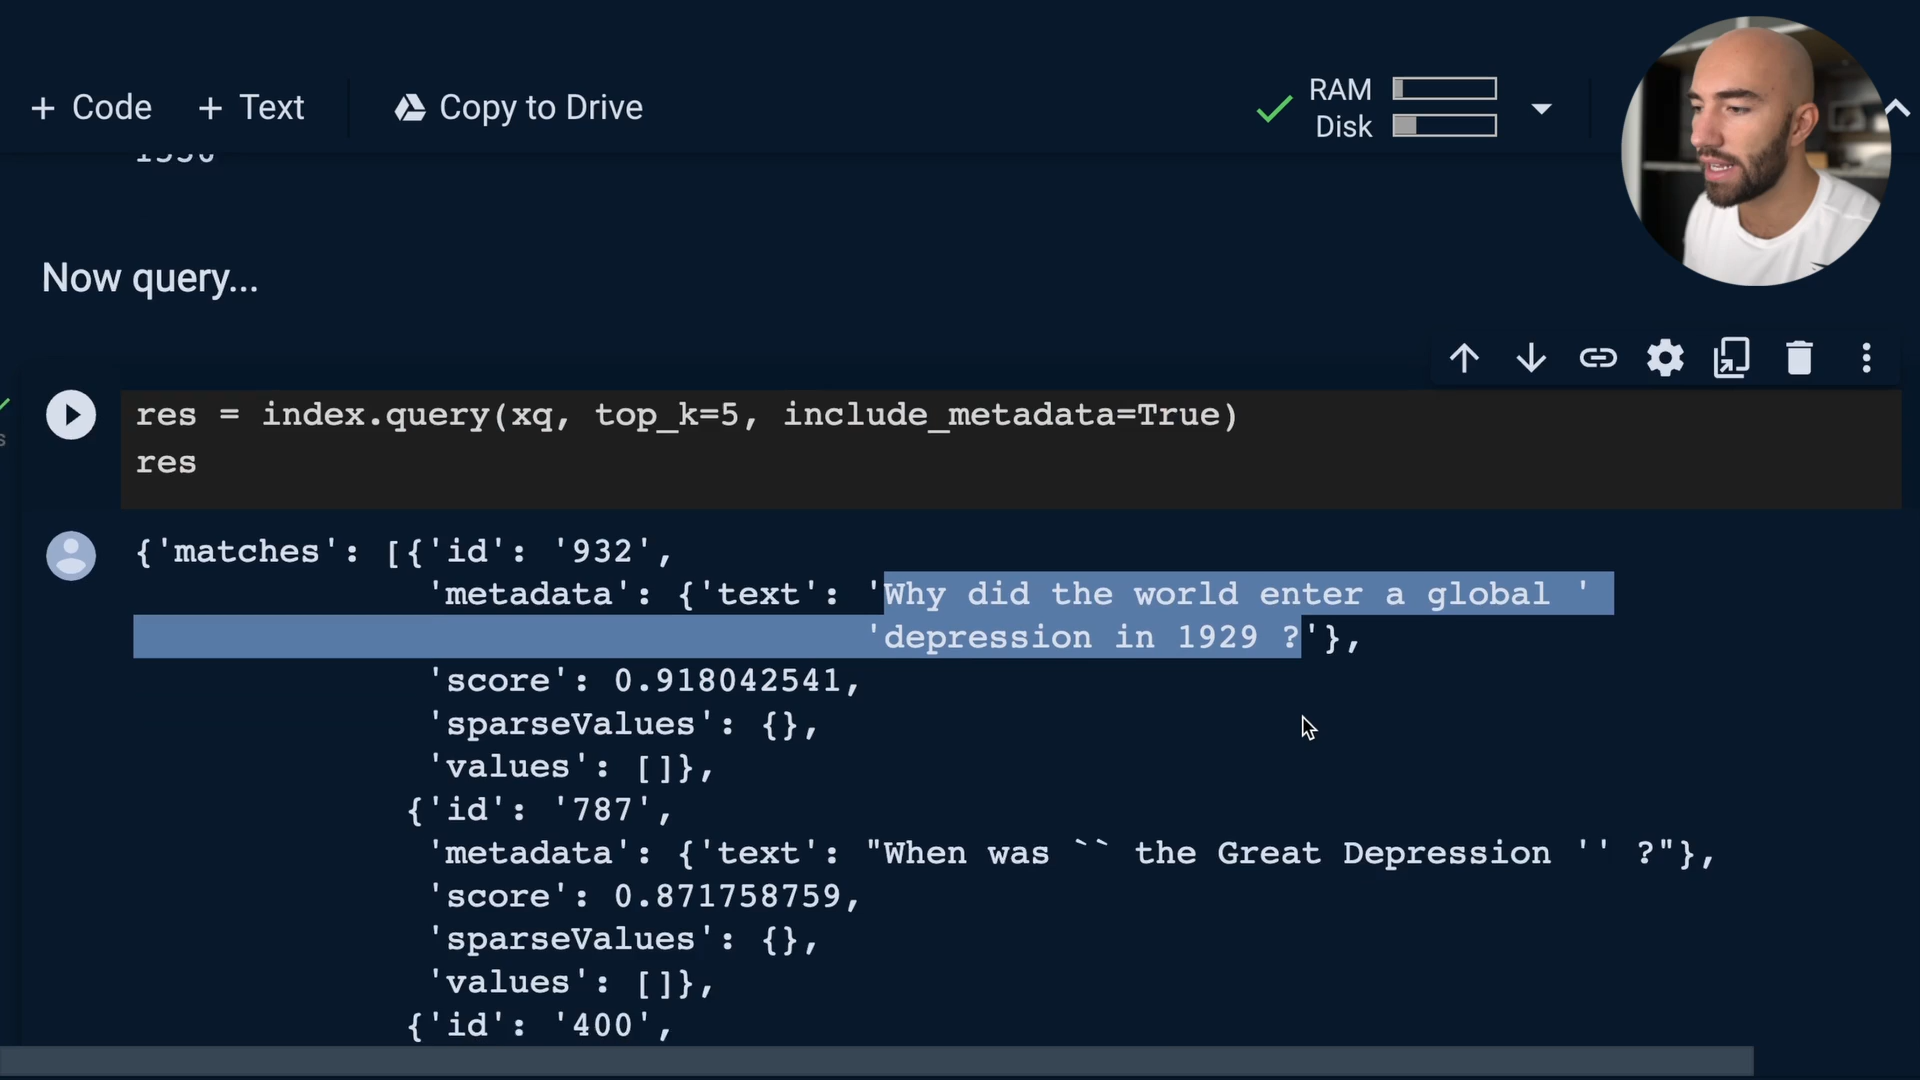 + Code + Text Copy to Drive
RAM
Disk
Now query...
res = index.query(xq, top_k=5, include_metadata=True)
res
{'matches': [{'id': '932',
'metadata': {'text': 'Why did the world enter a global '
'depression in 1929 ?'},
'score': 0.918042541,
'sparseValues': {},
'values': []},
{'id': '787',
'metadata': {'text': "When was `` the Great Depression '' ?"},
'score': 0.871758759,
'sparseValues': {},
'values': []},
{'id': '400',